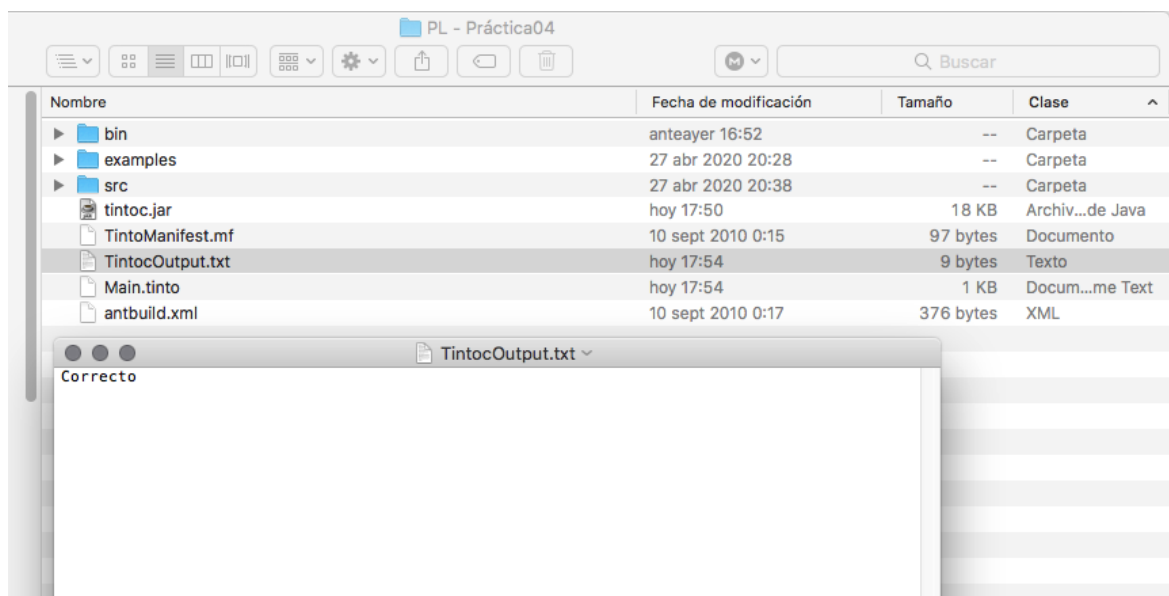 PL - Práctica04
Buscar
Nombre Fecha de modificación Tamaño Clase
bin anteayer 16:52 -- Carpeta
examples 27 abr 2020 20:28 -- Carpeta
src 27 abr 2020 20:38 -- Carpeta
tintoc.jar hoy 17:50 18 KB Archiv...de Java
TintoManifest.mf 10 sept 2010 0:15 97 bytes Documento
TintocOutput.txt hoy 17:54 9 bytes Texto
Main.tinto hoy 17:54 1 KB Docum...me Text
antbuild.xml 10 sept 2010 0:17 376 bytes XML
TintocOutput.txt
Correcto